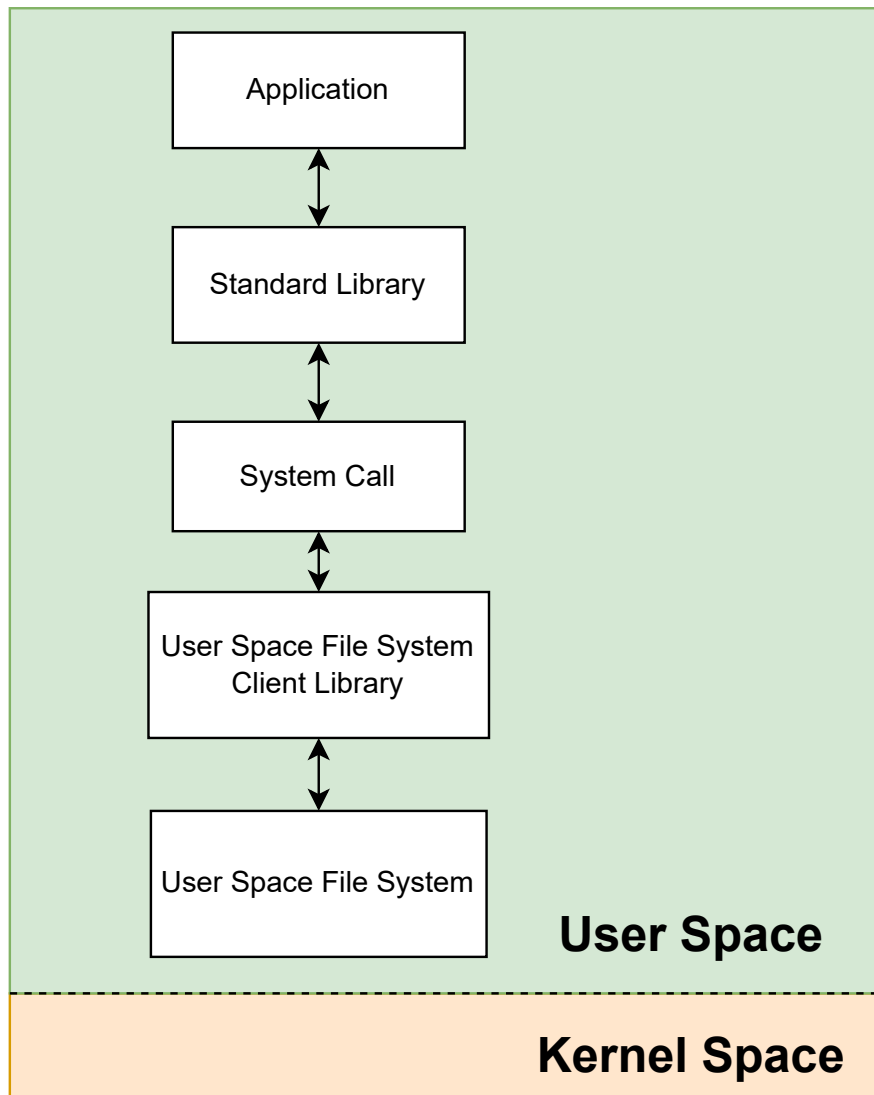 Application
Standard Library
System Call
User Space File System
Client Library
User Space File System
User Space
Kernel Space